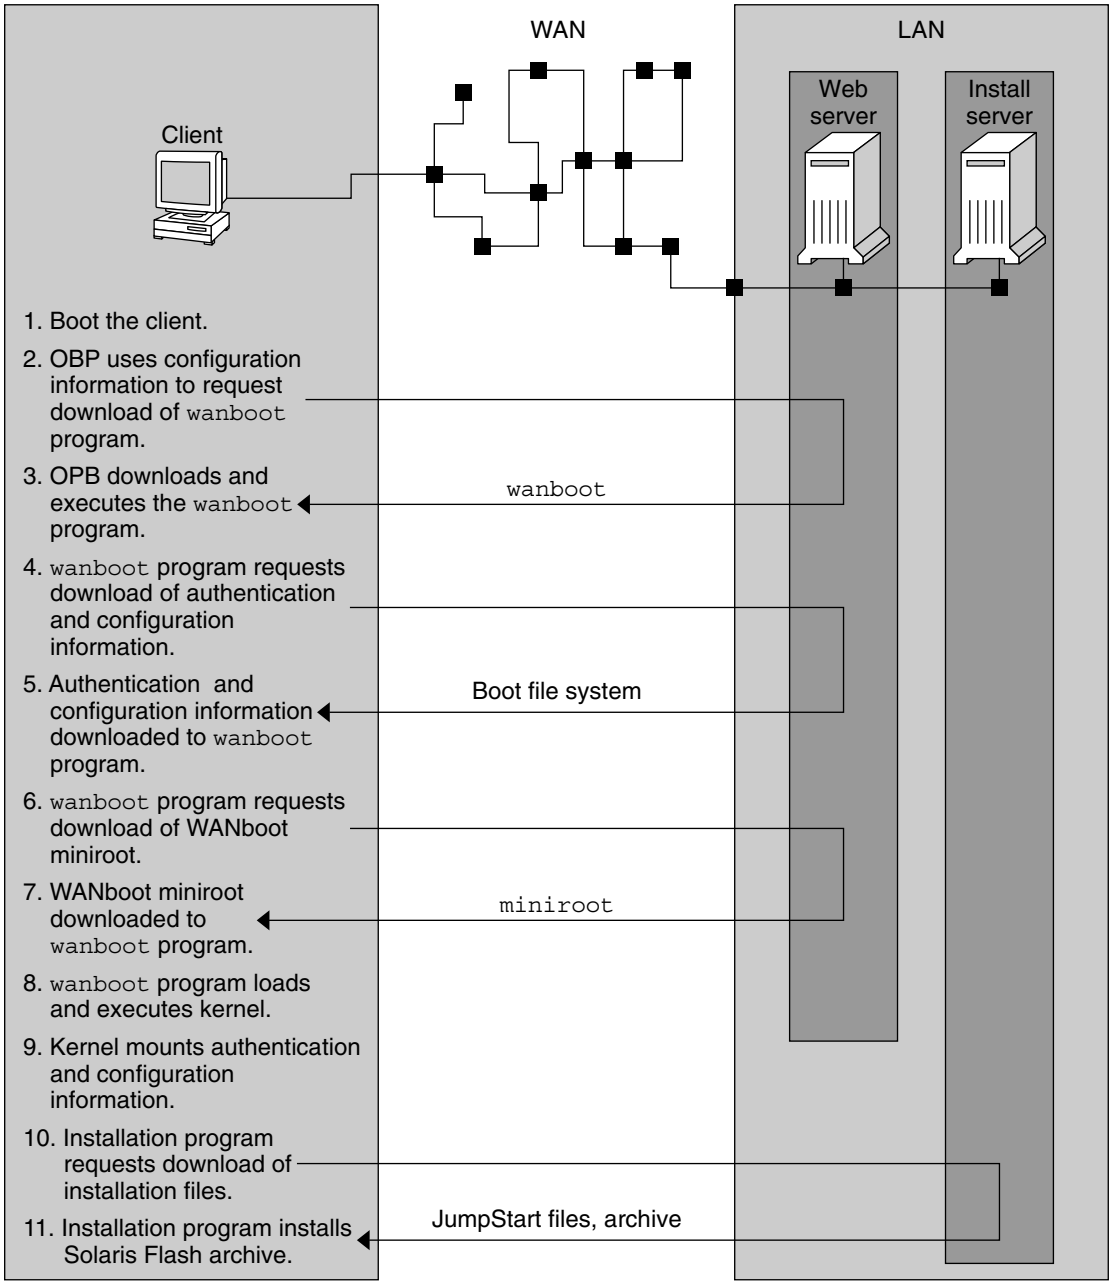 WAN
LAN
Client
Web
server
Install
server
1. Boot the client.
2. OBP uses configuration
information to request
download of wanboot
program.
3. OPB downloads and
executes the wanboot
program.
wanboot
4. wanboot program requests
download of authentication
and configuration
information.
5. Authentication and
configuration information
downloaded to wanboot
program.
Boot file system
6. wanboot program requests
download of WANboot
miniroot.
7. WANboot miniroot
downloaded to
wanboot program.
miniroot
8. wanboot program loads
and executes kernel.
9. Kernel mounts authentication
and configuration
information.
10. Installation program
requests download of
installation files.
11. Installation program installs
Solaris Flash archive.
JumpStart files, archive